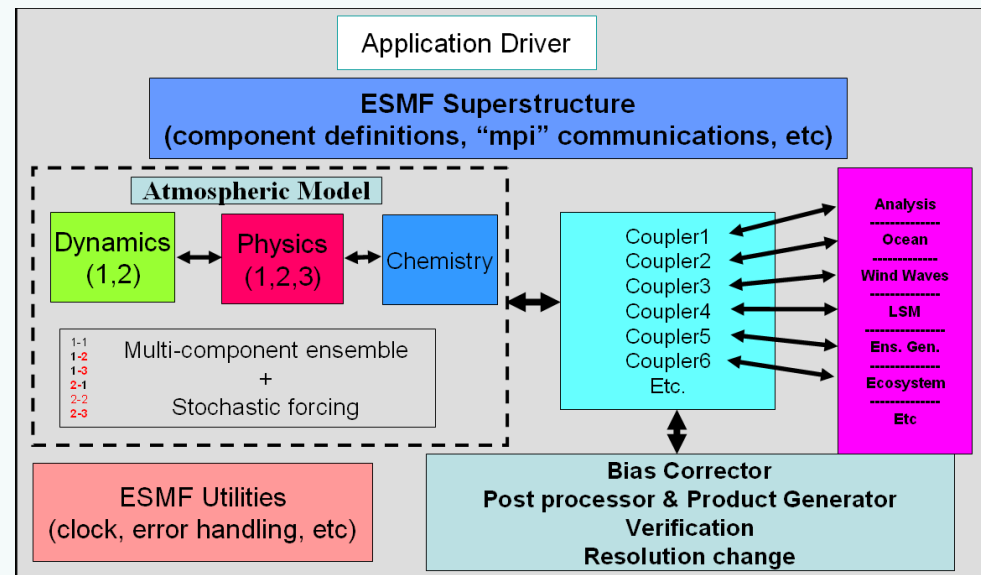 Application Driver
ESMF Superstructure
(component definitions, “mpi” communications, etc)
Atmospheric Model
Dynamics
(1,2)
Physics
(1,2,3)
Chemistry
1-1
1-2
1-3
2-1
2-2
2-3
Multi-component ensemble
+
Stochastic forcing
Coupler1
Coupler2
Coupler3
Coupler4
Coupler5
Coupler6
Etc.
Analysis
--------------
Ocean
-------------
Wind Waves
--------------
LSM
----------------
Ens. Gen.
--------------
Ecosystem
--------------
Etc
ESMF Utilities
(clock, error handling, etc)
Bias Corrector
Post processor & Product Generator
Verification
Resolution change